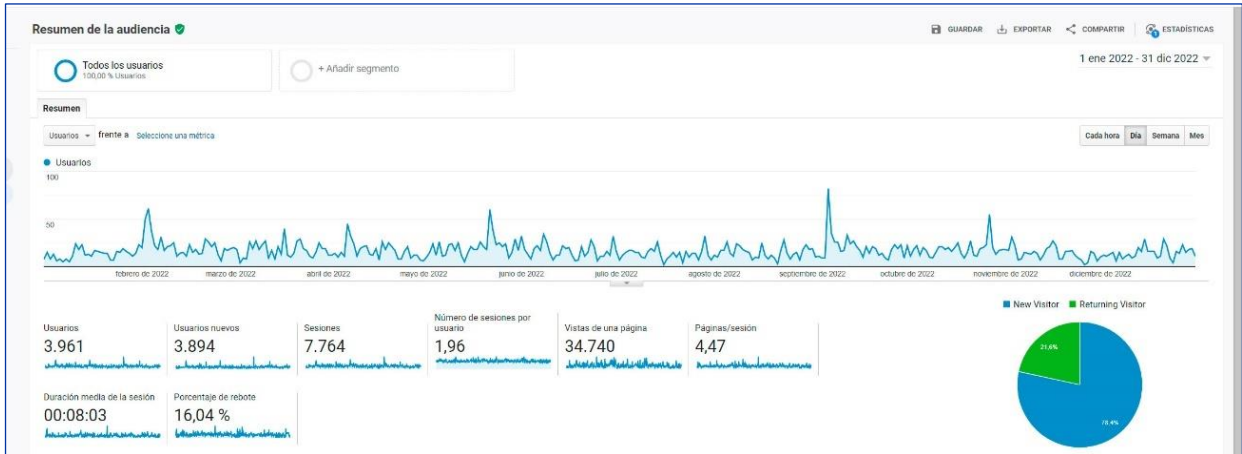 Resumen de la audiencia
GUARDAR EXPORTAR COMPARTIR ESTADÍSTICAS
1 ene 2022 - 31 dic 2022
Todos los usuarios
100,00 % Usuarios
+ Añadir segmento
Resumen
Usuarios frente a Seleccione una métrica
Cada hora Día Semana Mes
Usuarios
100
50
febrero de 2022 marzo de 2022 abril de 2022 mayo de 2022 junio de 2022 julio de 2022 agosto de 2022 septiembre de 2022 octubre de 2022 noviembre de 2022 diciembre de 2022
New Visitor Returning Visitor
Usuarios
3.961
Usuarios nuevos
3.894
Sesiones
7.764
Número de sesiones por
usuario
1,96
Vistas de una página
34.740
Páginas/sesión
4,47
Duración media de la sesión
00:08:03
Porcentaje de rebote
16,04 %
21,6%
78,4%